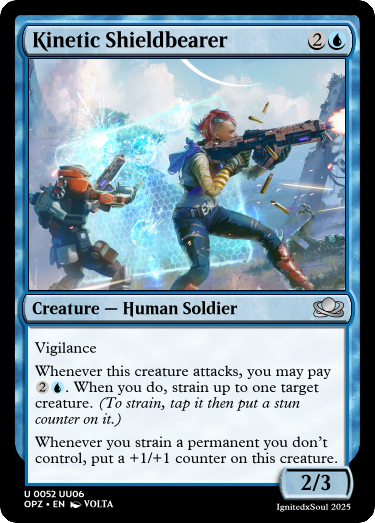 Kinetic Shieldbearer 2
Creature — Human Soldier
Vigilance
Whenever this creature attacks, you may pay
2. When you do, strain up to one target
creature. (To strain, tap it then put a stun
counter on it.)
Whenever you strain a permanent you don't
control, put a +1/+1 counter on this creature.
2/3
U 0052 UU06
OPZ • EN VOLTA
IgnitedxSoul 2025